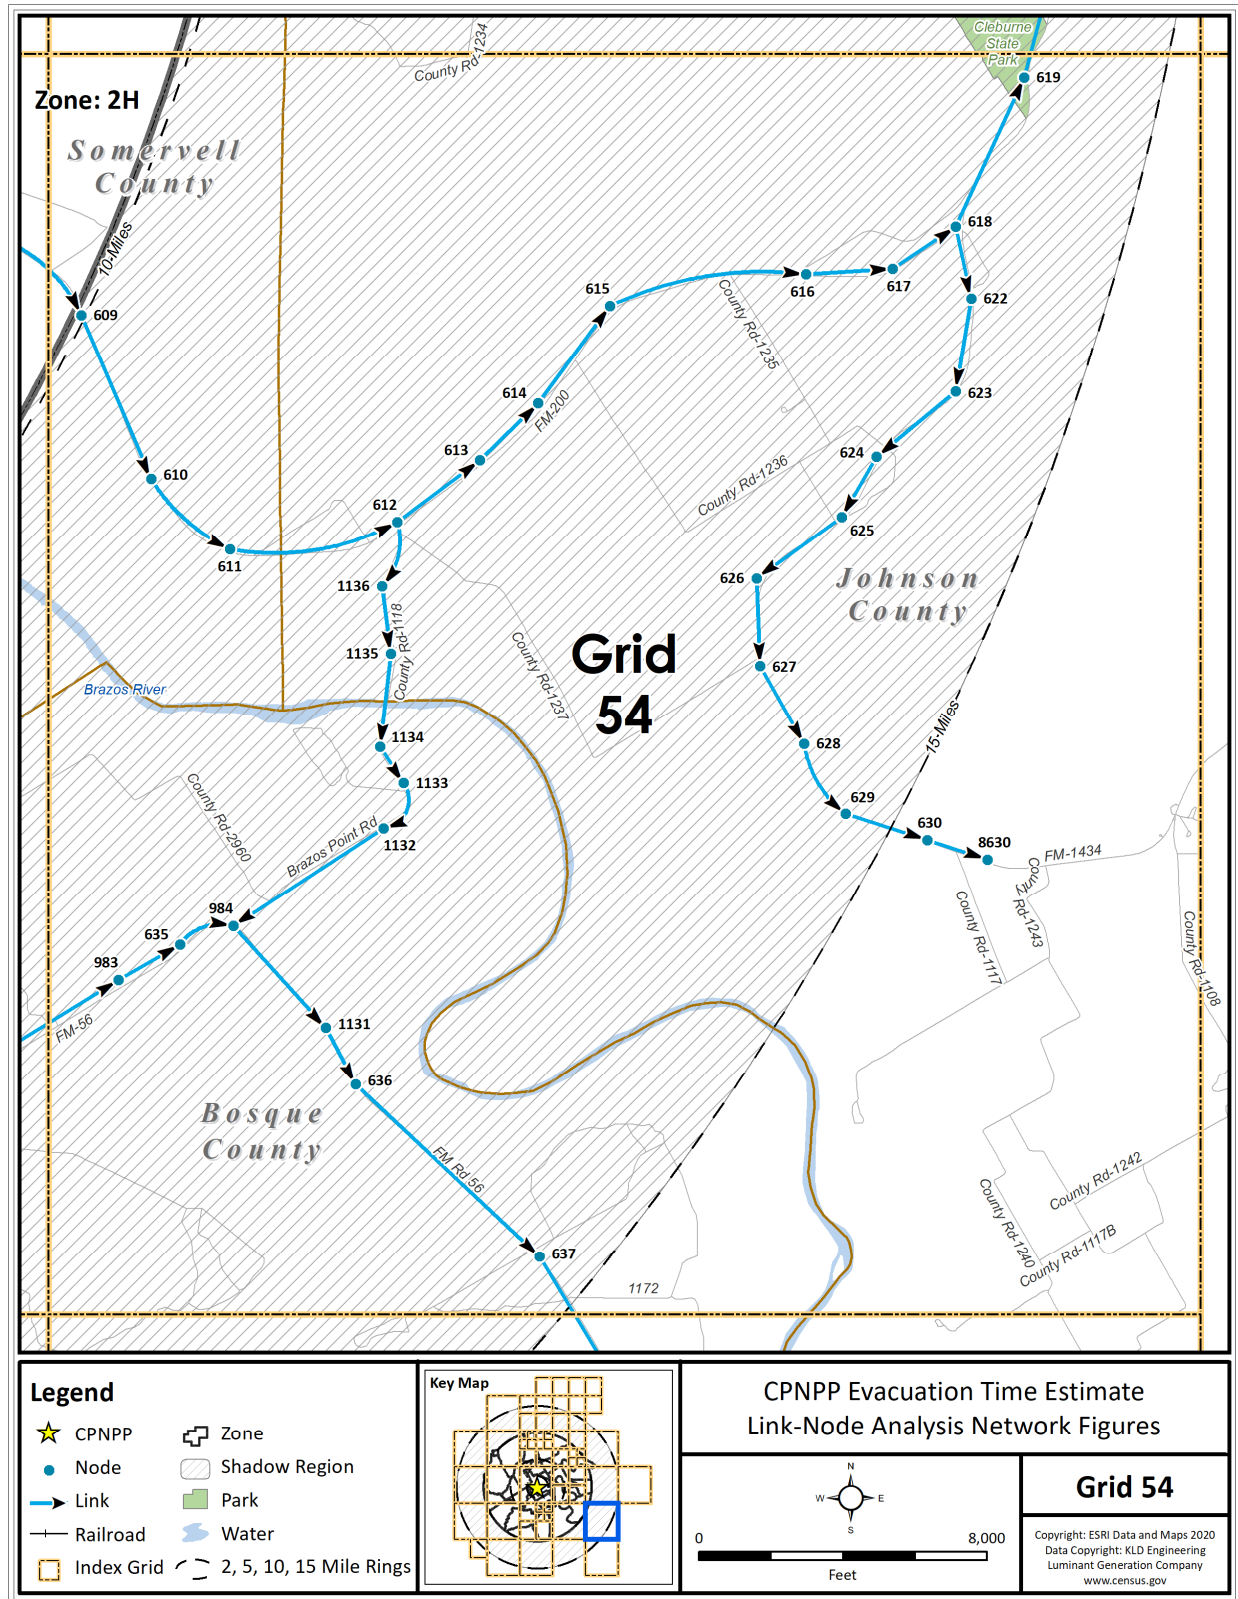 Cleburne
State
Park
County Rd-1234
619
Zone: 2H
Somervell
County
10-Miles
618
609
615
616
617
622
County Rd-1235
614
FM-200
623
613
624
610
County Rd-1236
612
625
611
626
Johnson
County
1136
County Rd-1118
1135
County Rd-1237
Grid
54
627
Brazos River
15-Miles
1134
628
1133
County Rd-2960
629
Brazos Point Rd
1132
630
8630
FM-1434
County Rd-1243
County Rd-1117
County Rd-1108
984
635
983
FM-56
1131
636
Bosque
County
FM Rd 56
County Rd-1242
County Rd-1240
County Rd-1117B
637
1172
Legend
CPNPP
Node
Link
Railroad
Index Grid
Zone
Shadow Region
Park
Water
2, 5, 10, 15 Mile Rings
Key Map
CPNPP Evacuation Time Estimate
Link-Node Analysis Network Figures
N
W E
S
0 8,000
Feet
Grid 54
Copyright: ESRI Data and Maps 2020
Data Copyright: KLD Engineering
Luminant Generation Company
www.census.gov